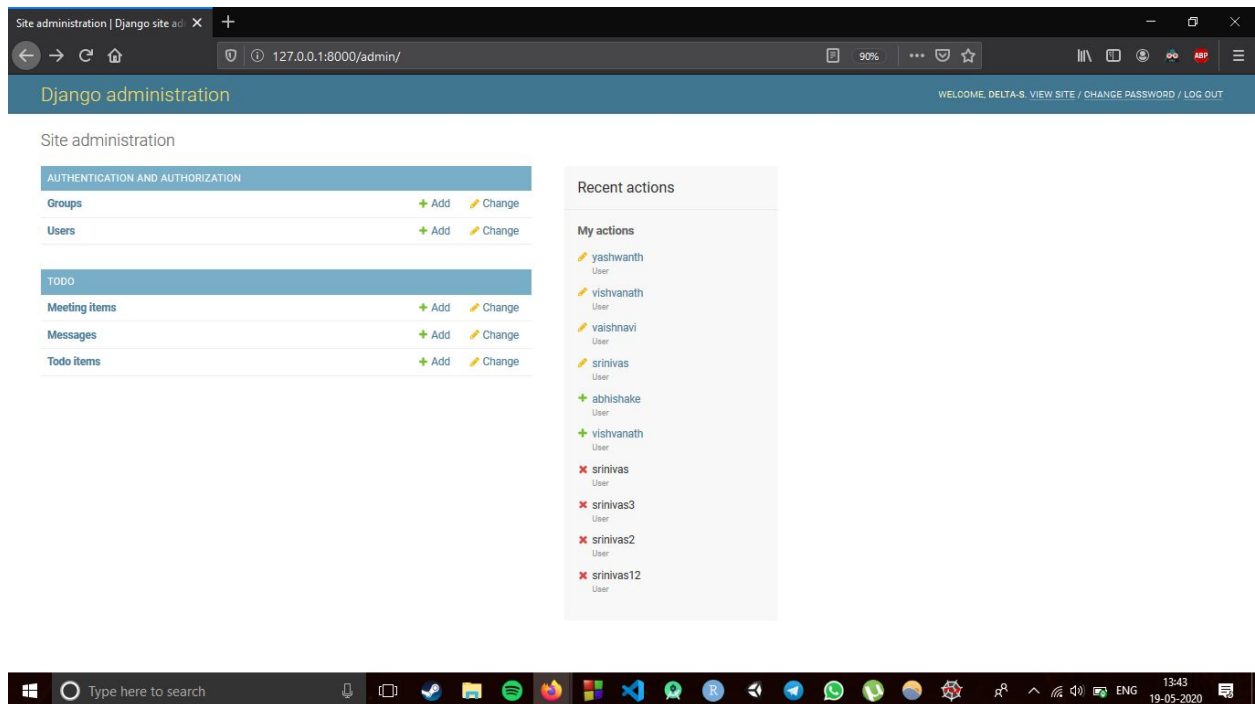 Site administration | Django site ad
127.0.0.1:8000/admin/
90%
ABP
Django administration
WELCOME, DELTA-S. VIEW SITE / CHANGE PASSWORD / LOG OUT
Site administration
AUTHENTICATION AND AUTHORIZATION
Groups + Add Change
Users + Add Change
TODO
Meeting items + Add Change
Messages + Add Change
Todo items + Add Change
Recent actions
My actions
yashwanth
User
vishvanath
User
vaishnavi
User
srinivas
User
abhishake
User
vishvanath
User
srinivas
User
srinivas3
User
srinivas2
User
srinivas12
User
Type here to search
R
ENG
13:43
19-05-2020